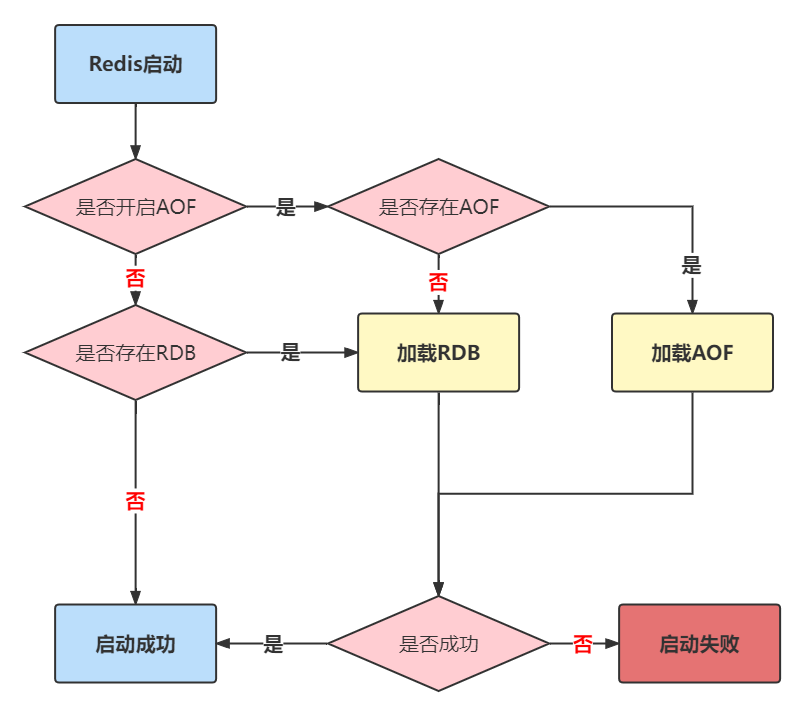 Redis启动
是否开启AOF
是
是否存在AOF
否
否
是
是否存在RDB
是
加载RDB
加载AOF
否
启动成功
是
是否成功
否
启动失败